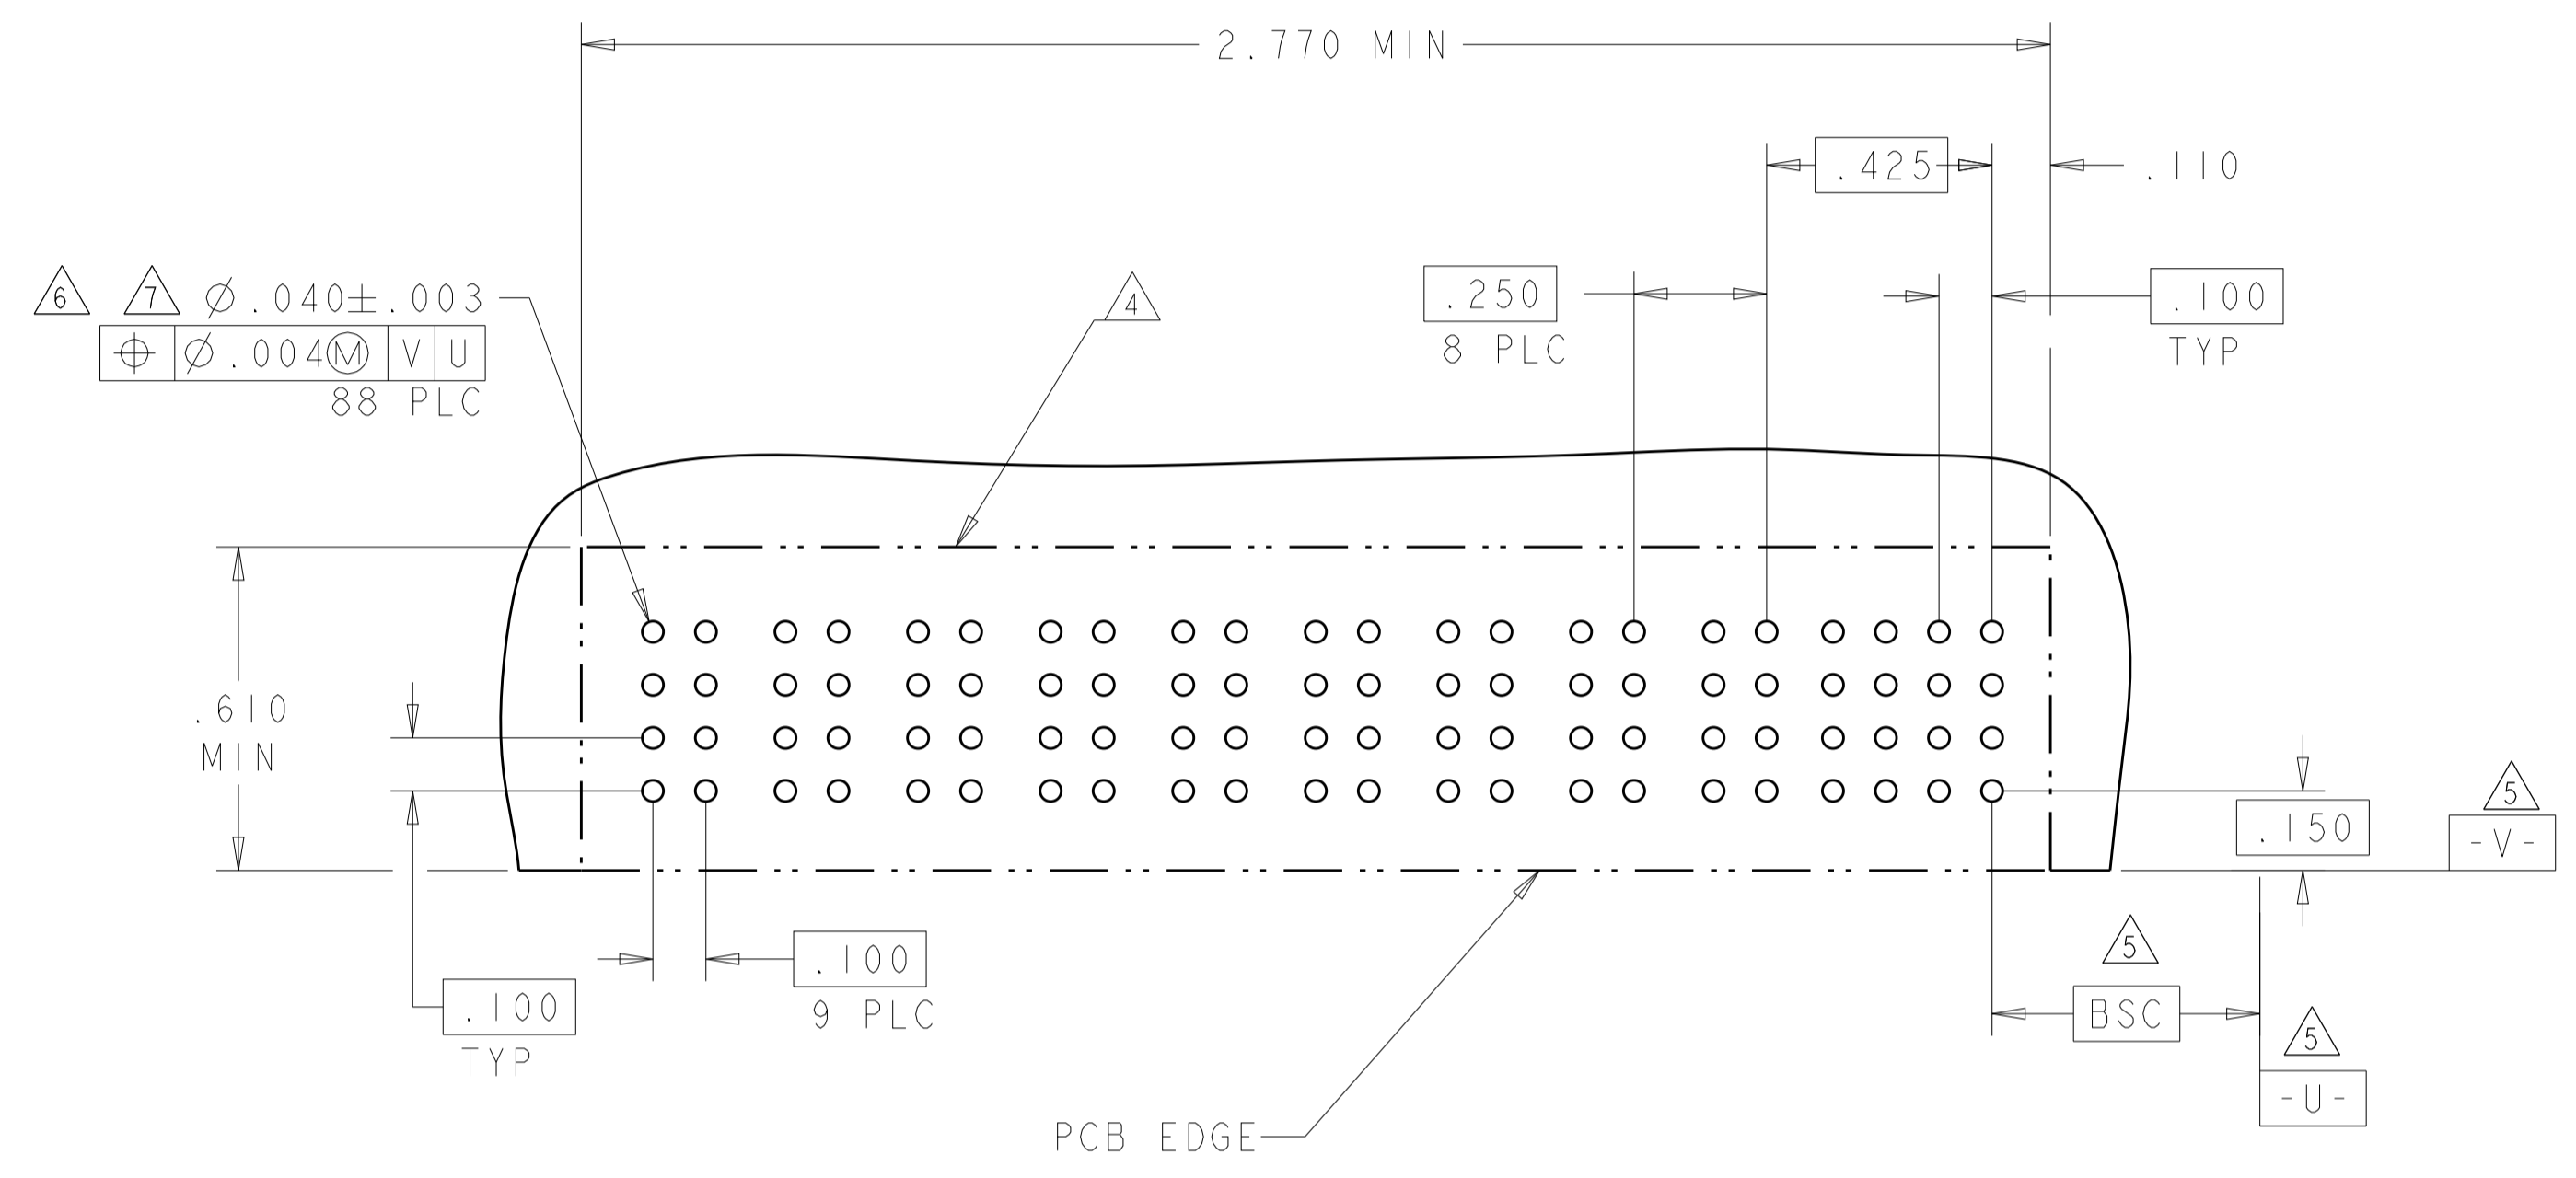 2.770 MIN
.425
.110
6 7 Ø.040±.003
⌖ Ø.004Ⓜ V U
88 PLC
4
.250
8 PLC
.100
TYP
.610
MIN
.150
5
-V-
.100
9 PLC
.100
TYP
5
BSC
5
-U-
PCB EDGE